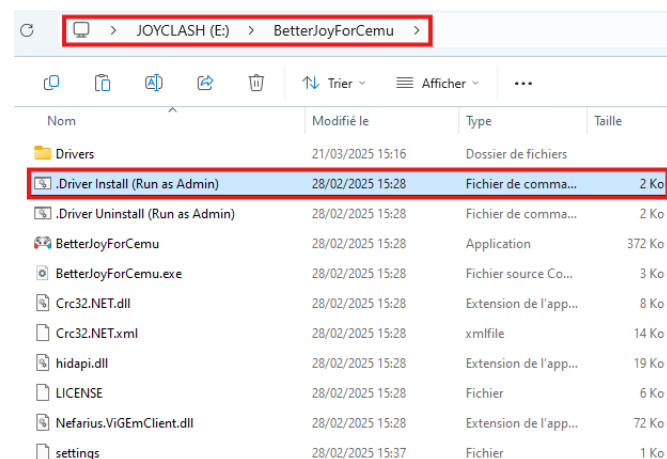 JOYCLASH (E:) > BetterJoyForCemu >
Trier Afficher ...
Nom Modifié le Type Taille
Drivers 21/03/2025 15:16 Dossier de fichiers
.Driver Install (Run as Admin) 28/02/2025 15:28 Fichier de comma... 2 Ko
.Driver Uninstall (Run as Admin) 28/02/2025 15:28 Fichier de comma... 2 Ko
BetterJoyForCemu 28/02/2025 15:28 Application 372 Ko
BetterJoyForCemu.exe 28/02/2025 15:28 Fichier source Co... 3 Ko
Crc32.NET.dll 28/02/2025 15:28 Extension de l'app... 8 Ko
Crc32.NET.xml 28/02/2025 15:28 xmlfile 14 Ko
hidapi.dll 28/02/2025 15:28 Extension de l'app... 19 Ko
LICENSE 28/02/2025 15:28 Fichier 6 Ko
Nefarius.ViGEmClient.dll 28/02/2025 15:28 Extension de l'app... 72 Ko
settings 28/02/2025 15:37 Fichier 1 Ko